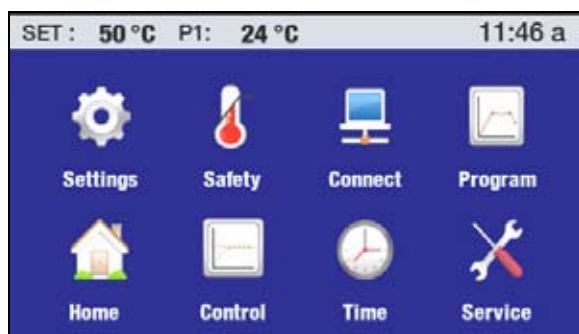 SET : 50 °C P1: 24 °C 11:46 a
Settings Safety Connect Program
Home Control Time Service